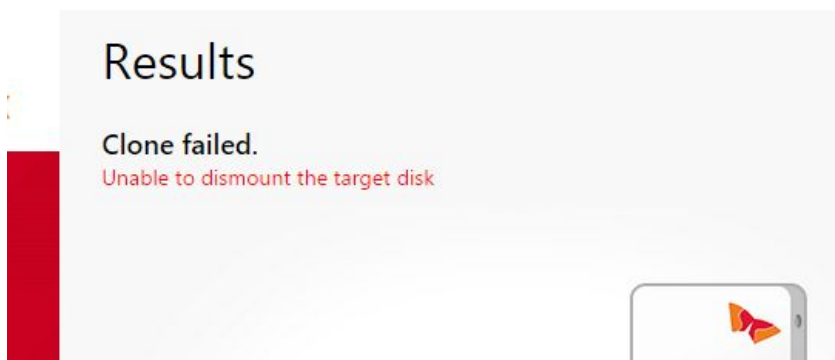 Results
Clone failed.
Unable to dismount the target disk